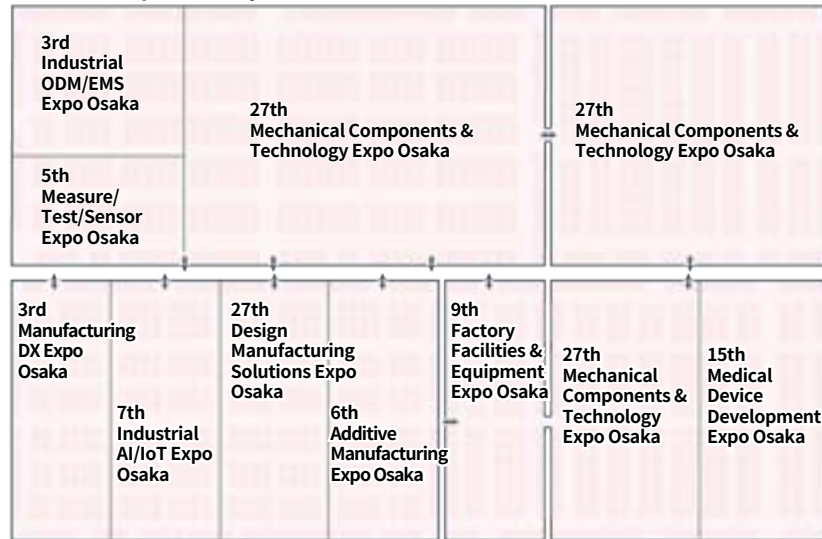 3rd
Industrial
ODM/EMS
Expo Osaka
27th
Mechanical Components &
Technology Expo Osaka
27th
Mechanical Components &
Technology Expo Osaka
5th
Measure/
Test/Sensor
Expo Osaka
3rd
Manufacturing
DX Expo
Osaka
7th
Industrial
AI/IoT Expo
Osaka
27th
Design
Manufacturing
Solutions Expo
Osaka
6th
Additive
Manufacturing
Expo Osaka
9th
Factory
Facilities &
Equipment
Expo Osaka
27th
Mechanical
Components &
Technology
Expo Osaka
15th
Medical
Device
Development
Expo Osaka